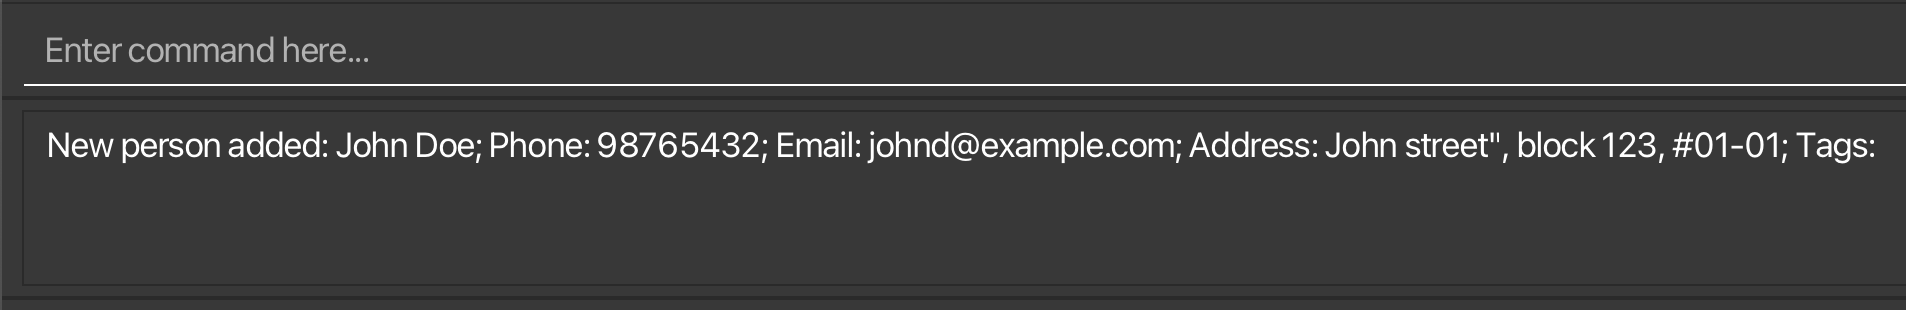 Enter command here...
New person added: John Doe; Phone: 98765432; Email: johnd@example.com; Address: John street", block 123, #01-01; Tags: